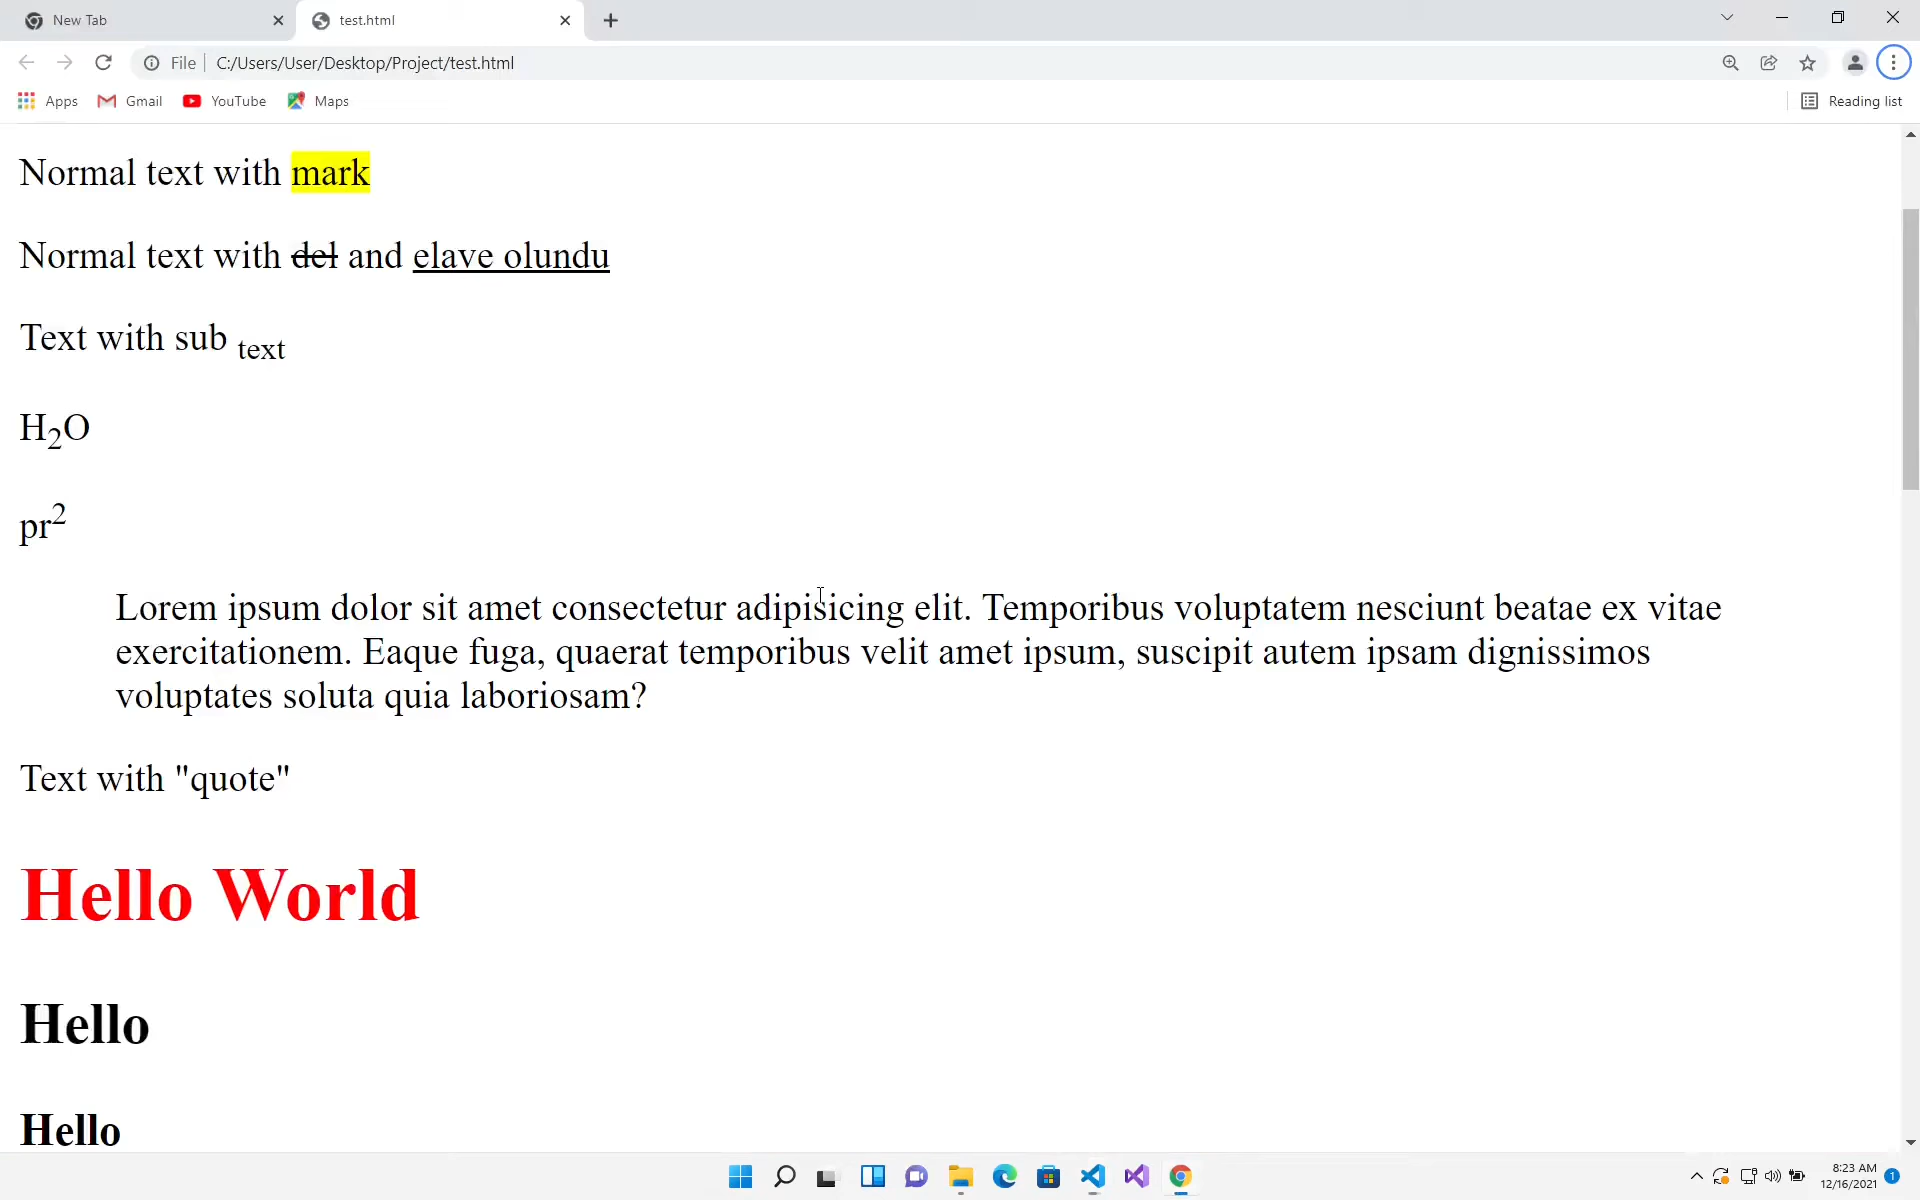 New Tab
test.html
File
C:/Users/User/Desktop/Project/test.html
Apps
Gmail
YouTube
Maps
Reading list
Normal text with mark
Normal text with del and elave olundu
Text with sub text
H₂O
pr²
Lorem ipsum dolor sit amet consectetur adipisicing elit. Temporibus voluptatem nesciunt beatae ex vitae
exercitationem. Eaque fuga, quaerat temporibus velit amet ipsum, suscipit autem ipsam dignissimos
voluptates soluta quia laboriosam?
Text with "quote"
Hello World
Hello
Hello
8:23 AM
12/16/2021
1